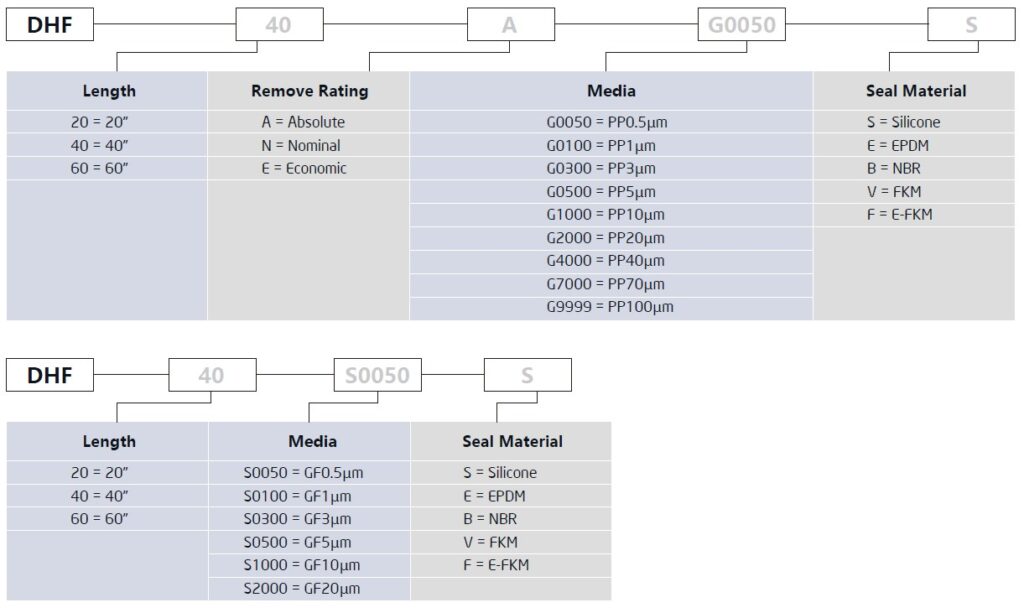 DHF 40 A G0050 S
Length Remove Rating Media Seal Material
20 = 20” A = Absolute G0050 = PP0.5μm S = Silicone
40 = 40” N = Nominal G0100 = PP1μm E = EPDM
60 = 60” E = Economic G0300 = PP3μm B = NBR
G0500 = PP5μm V = FKM
G1000 = PP10μm F = E-FKM
G2000 = PP20μm
G4000 = PP40μm
G7000 = PP70μm
G9999 = PP100μm
DHF 40 S0050 S
Length Media Seal Material
20 = 20” S0050 = GF0.5μm S = Silicone
40 = 40” S0100 = GF1μm E = EPDM
60 = 60” S0300 = GF3μm B = NBR
S0500 = GF5μm V = FKM
S1000 = GF10μm F = E-FKM
S2000 = GF20μm